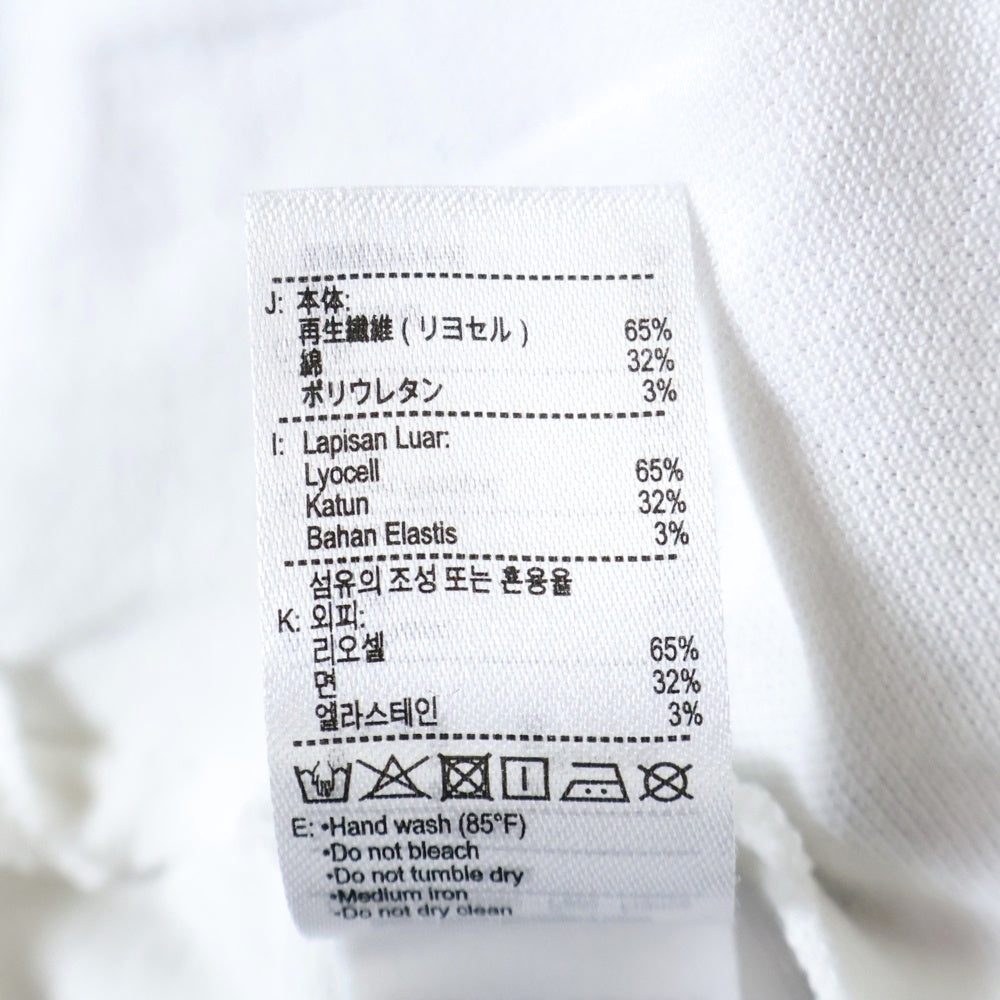 J: 本体:
再生繊維 ( リヨセル ) 65%
綿 32%
ポリウレタン 3%
I: Lapisan Luar:
Lyocell 65%
Katun 32%
Bahan Elastis 3%
섬유의 조성 또는 혼용율
K: 외피:
리오셀 65%
면 32%
엘라스테인 3%
E: •Hand wash (85°F)
•Do not bleach
•Do not tumble dry
•Medium iron
•Do not dry clean